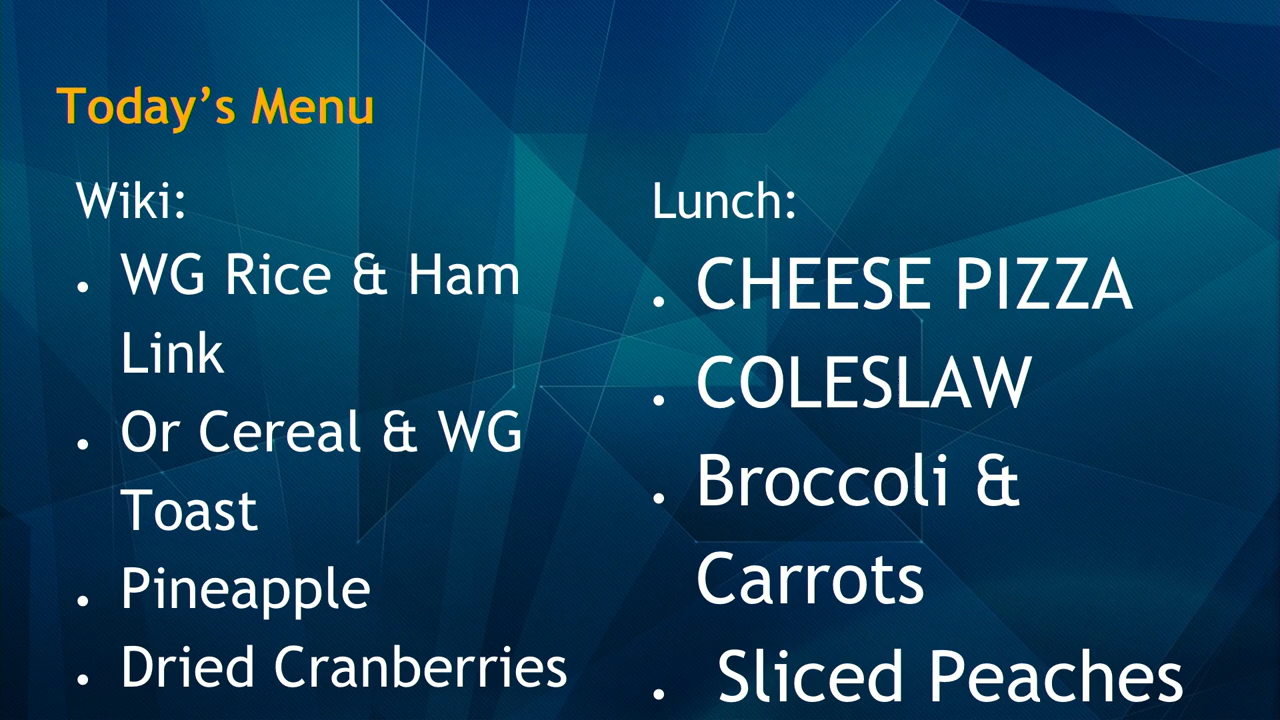 Today’s Menu
Wiki:
. WG Rice & Ham
Link
. Or Cereal & WG
Toast
. Pineapple
. Dried Cranberries
Lunch:
. CHEESE PIZZA
. COLESLAW
. Broccoli &
Carrots
. Sliced Peaches